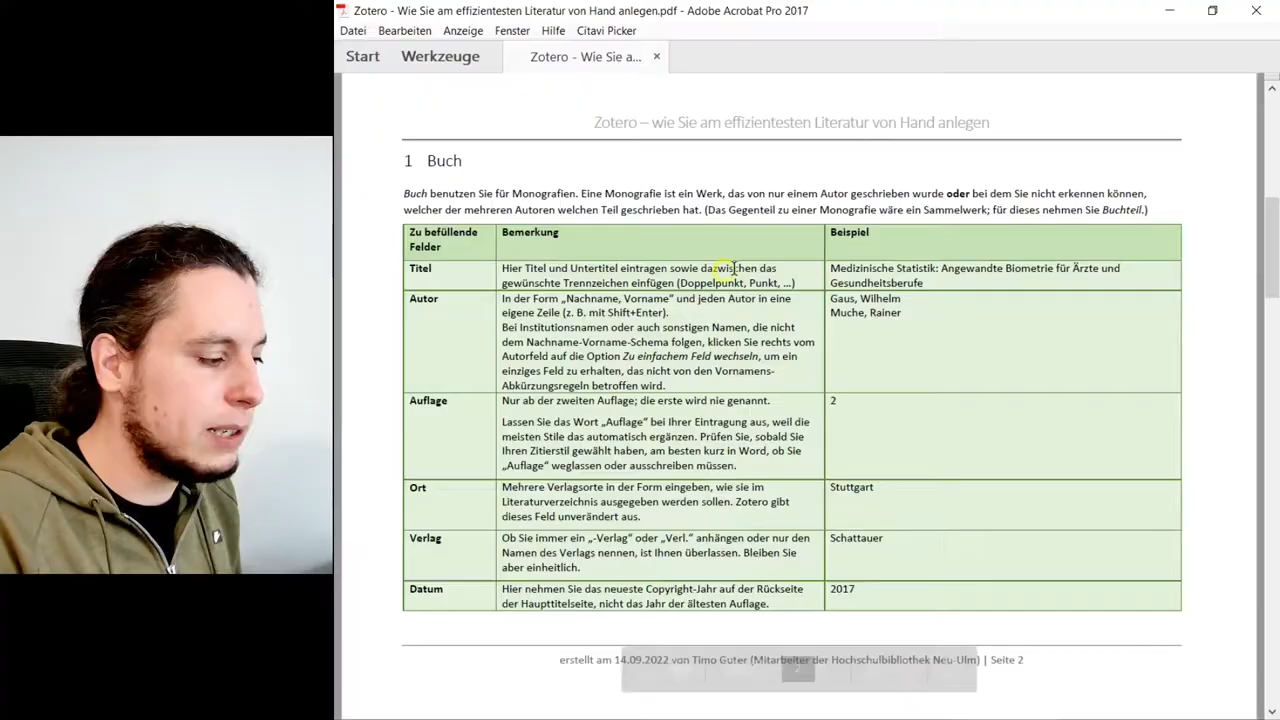 Zotero - Wie Sie am effizientesten Literatur von Hand anlegen.pdf - Adobe Acrobat Pro 2017
Datei Bearbeiten Anzeige Fenster Hilfe Citavi Picker
Start Werkzeuge Zotero - Wie Sie a... ×
Zotero – wie Sie am effizientesten Literatur von Hand anlegen
1 Buch
Buch benutzen Sie für Monografien. Eine Monografie ist ein Werk, das von nur einem Autor geschrieben wurde oder bei dem Sie nicht erkennen können,
welcher der mehreren Autoren welchen Teil geschrieben hat. (Das Gegenteil zu einer Monografie wäre ein Sammelwerk; für dieses nehmen Sie Buchteil.)
Zu befüllende
Felder
Bemerkung
Beispiel
Titel
Hier Titel und Untertitel eintragen sowie dazwischen das
gewünschte Trennzeichen einfügen (Doppelpunkt, Punkt, ...)
Medizinische Statistik: Angewandte Biometrie für Ärzte und
Gesundheitsberufe
Autor
In der Form „Nachname, Vorname“ und jeden Autor in eine
eigene Zeile (z. B. mit Shift+Enter).
Bei Institutionsnamen oder auch sonstigen Namen, die nicht
dem Nachname-Vorname-Schema folgen, klicken Sie rechts vom
Autorfeld auf die Option Zu einfachem Feld wechseln, um ein
einziges Feld zu erhalten, das nicht von den Vornamens-
Abkürzungsregeln betroffen wird.
Gaus, Wilhelm
Muche, Rainer
Auflage
Nur ab der zweiten Auflage; die erste wird nie genannt.
Lassen Sie das Wort „Auflage“ bei Ihrer Eintragung aus, weil die
meisten Stile das automatisch ergänzen. Prüfen Sie, sobald Sie
Ihren Zitierstil gewählt haben, am besten kurz in Word, ob Sie
„Auflage“ weglassen oder ausschreiben müssen.
2
Ort
Mehrere Verlagsorte in der Form eingeben, wie sie im
Literaturverzeichnis ausgegeben werden sollen. Zotero gibt
dieses Feld unverändert aus.
Stuttgart
Verlag
Ob Sie immer ein „-Verlag“ oder „Verl.“ anhängen oder nur den
Namen des Verlags nennen, ist Ihnen überlassen. Bleiben Sie
aber einheitlich.
Schattauer
Datum
Hier nehmen Sie das neueste Copyright-Jahr auf der Rückseite
der Haupttitelseite, nicht das Jahr der ältesten Auflage.
2017
erstellt am 14.09.2022 von Timo Guter (Mitarbeiter der Hochschulbibliothek Neu-Ulm) | Seite 2